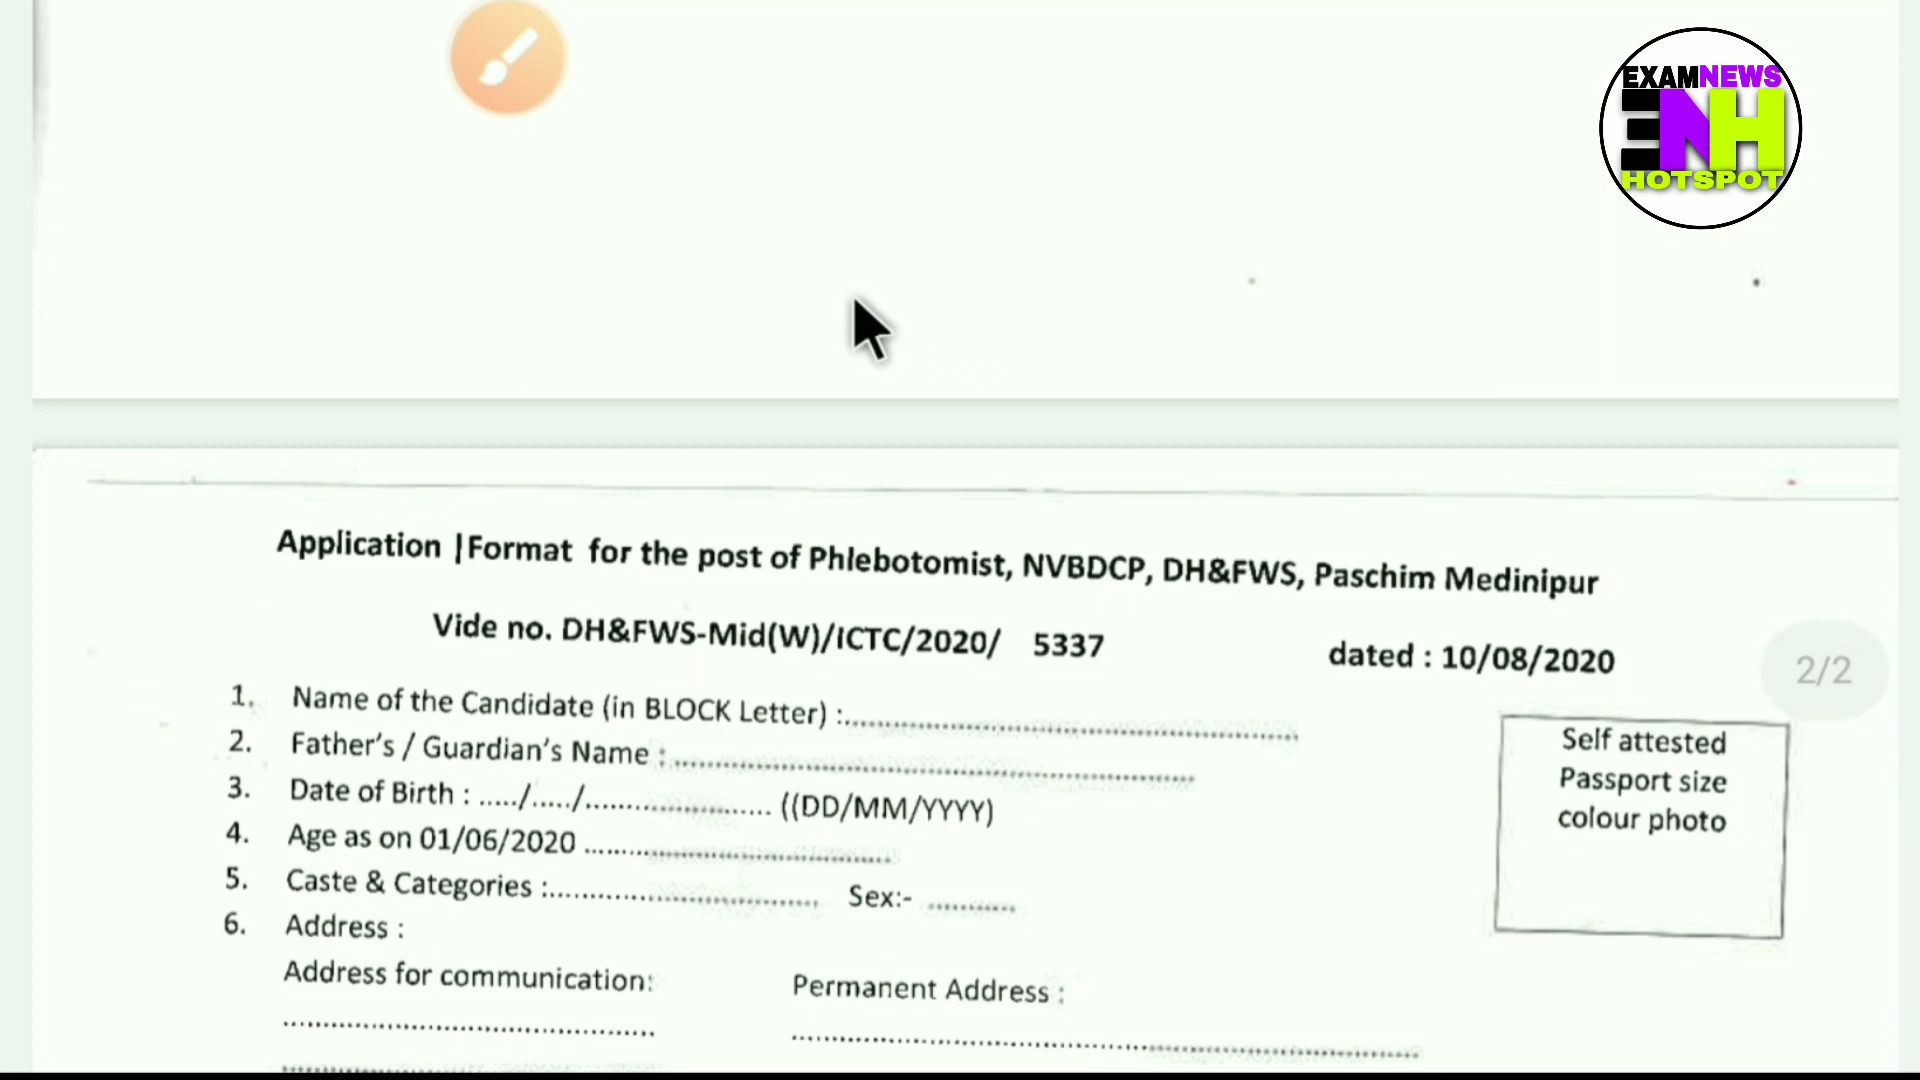 EXAMNEWS
ENH
HOTSPOT
Application |Format for the post of Phlebotomist, NVBDCP, DH&FWS, Paschim Medinipur
Vide no. DH&FWS-Mid(W)/ICTC/2020/ 5337 dated : 10/08/2020
2/2
1. Name of the Candidate (in BLOCK Letter) :..........................................................
2. Father's / Guardian's Name : ..................................................................
3. Date of Birth : ...../...../........................ ((DD/MM/YYYY)
4. Age as on 01/06/2020 .......................................
5. Caste & Categories :................................... Sex:- ...........
6. Address :
Self attested
Passport size
colour photo
Address for communication: Permanent Address :
............................................... ................................................................................
................................................